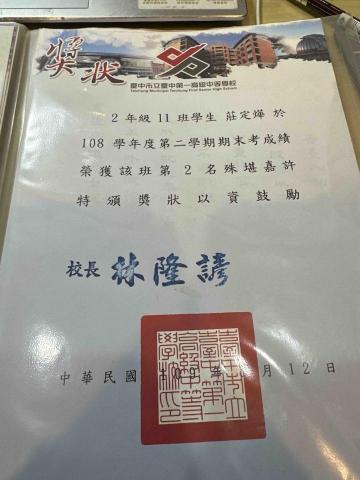 獎狀
臺中市立臺中第一高級中等學校
Taichung Municipal Taichung First Senior High School
2 年級 11 班學生 莊定燁 於
108 學年度第二學期期末考成績
榮獲該班第 2 名殊堪嘉許
特頒獎狀以資鼓勵
校長 林隆諺
中華民國 109 年 月 12 日